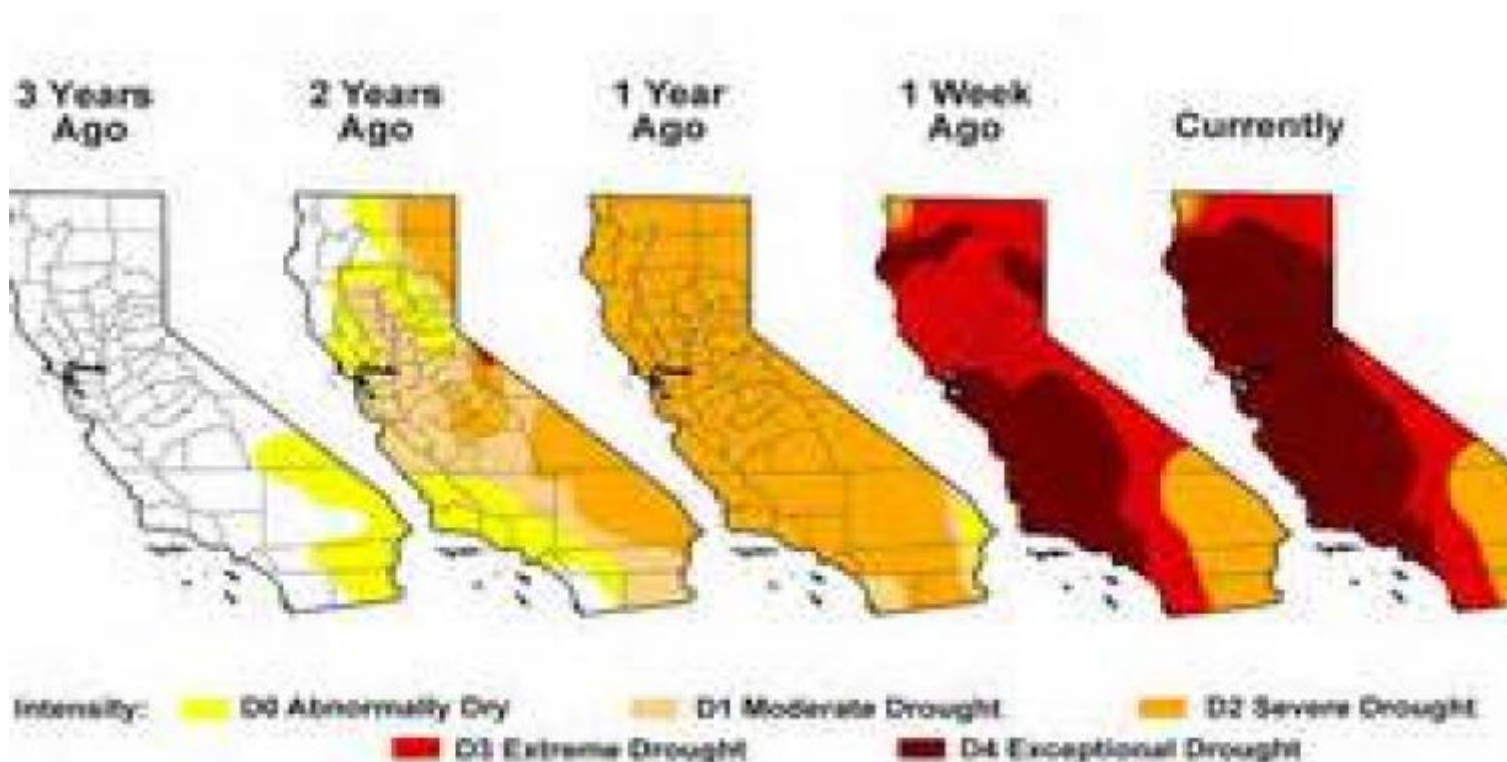 3 Years
Ago
2 Years
Ago
1 Year
Ago
1 Week
Ago
Currently
Intensity:
D0 Abnormally Dry
D1 Moderate Drought
D2 Severe Drought
D3 Extreme Drought
D4 Exceptional Drought